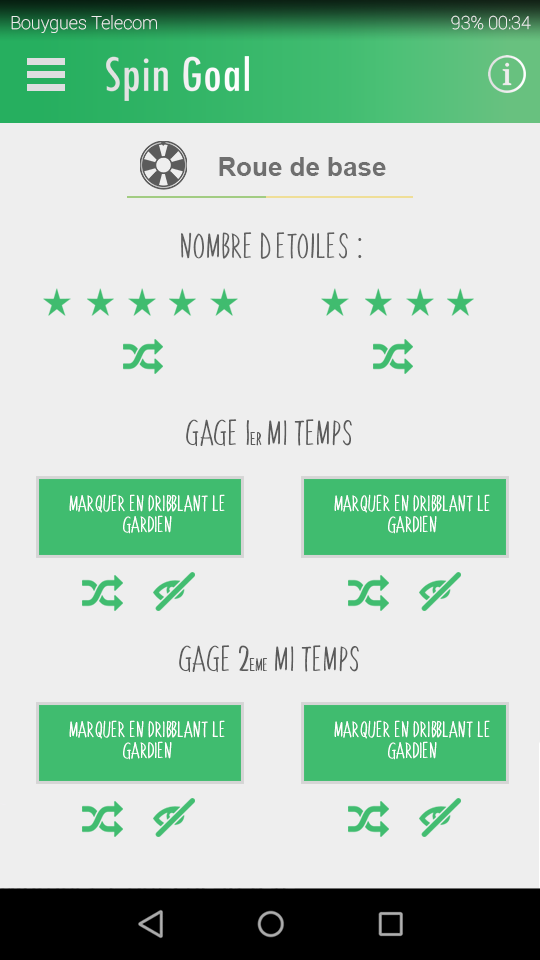 Bouygues Telecom 93% 00:34
Spin Goal
Roue de base
NOMBRE D ETOILES :
GAGE 1ER MI TEMPS
MARQUER EN DRIBBLANT LE
GARDIEN
MARQUER EN DRIBBLANT LE
GARDIEN
GAGE 2EME MI TEMPS
MARQUER EN DRIBBLANT LE
GARDIEN
MARQUER EN DRIBBLANT LE
GARDIEN